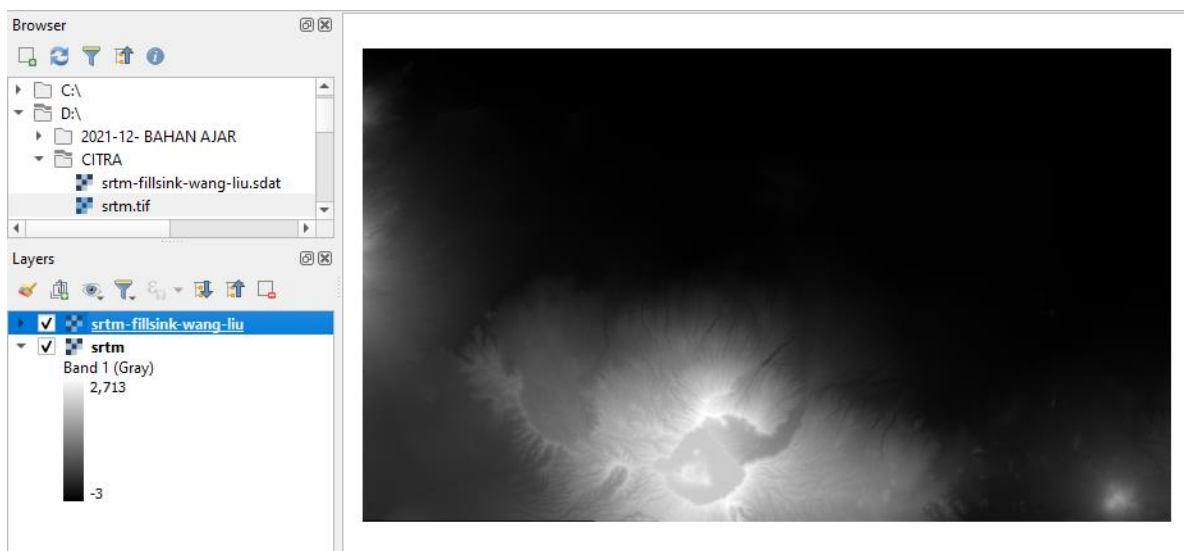 Browser
C:\
D:\
2021-12- BAHAN AJAR
CITRA
srtm-fillsink-wang-liu.sdat
srtm.tif
Layers
srtm-fillsink-wang-liu
srtm
Band 1 (Gray)
2,713
-3